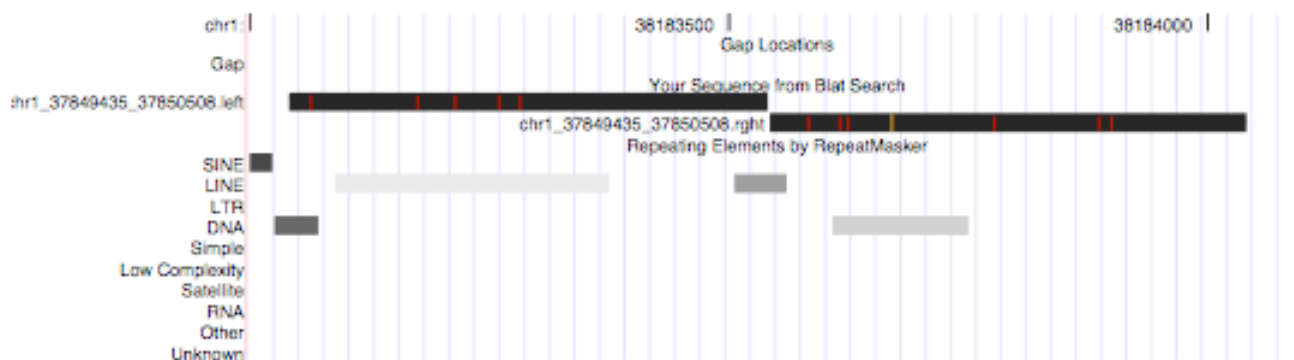 chr1: 38183500 38184000
Gap Locations
Gap
Your Sequence from Blat Search
chr1_37849435_37850508.left
chr1_37849435_37850508.rght
Repeating Elements by RepeatMasker
SINE
LINE
LTR
DNA
Simple
Low Complexity
Satellite
RNA
Other
Unknown